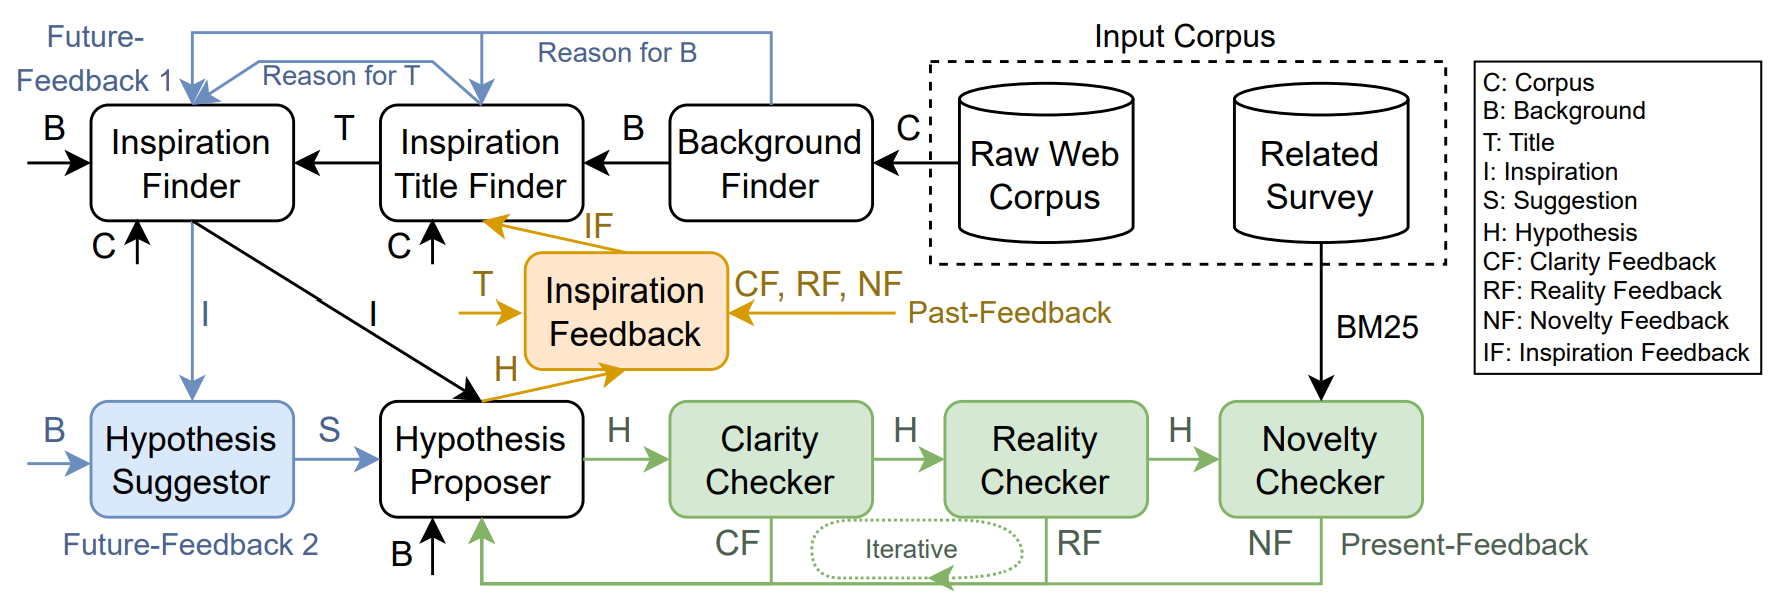 Future-
Feedback 1
Reason for T
Reason for B
Input Corpus
B
Inspiration
Finder
T
Inspiration
Title Finder
B
Background
Finder
C
Raw Web
Corpus
Related
Survey
C: Corpus
B: Background
T: Title
I: Inspiration
S: Suggestion
H: Hypothesis
CF: Clarity Feedback
RF: Reality Feedback
NF: Novelty Feedback
IF: Inspiration Feedback
C
C
IF
I
I
T
Inspiration
Feedback
CF, RF, NF
Past-Feedback
BM25
H
B
Hypothesis
Suggestor
S
Hypothesis
Proposer
H
Clarity
Checker
H
Reality
Checker
H
Novelty
Checker
Future-Feedback 2
B
CF
Iterative
RF
NF
Present-Feedback